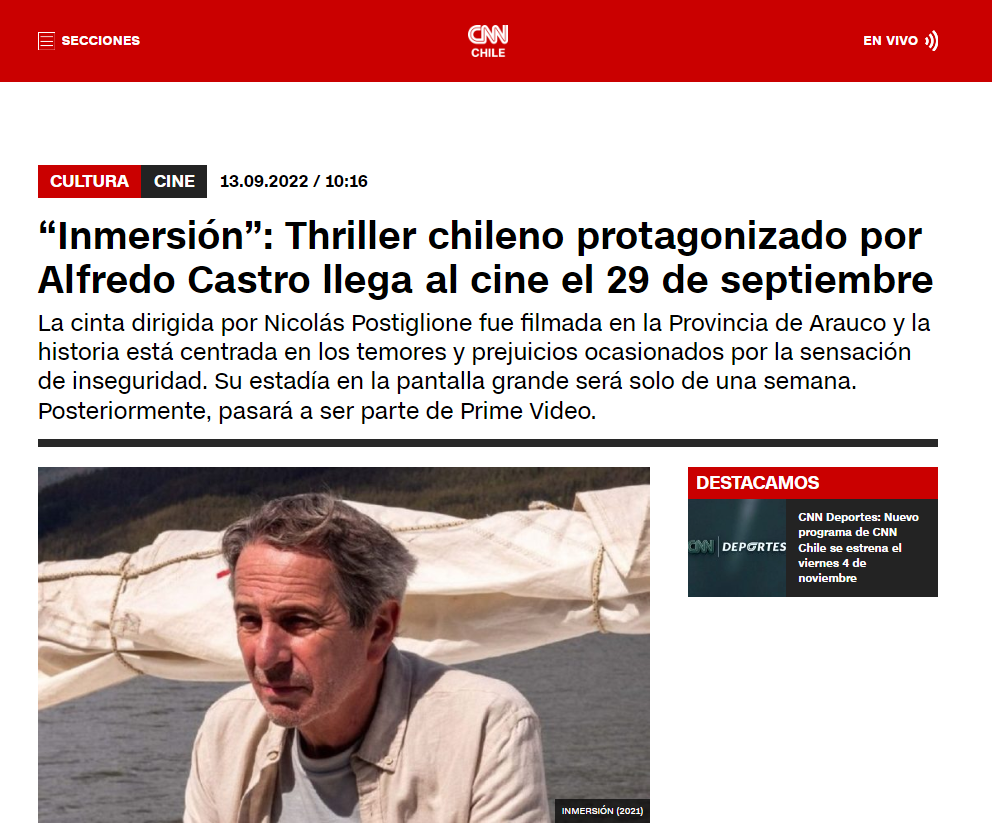 SECCIONES
CNN
CHILE
EN VIVO
CULTURA CINE 13.09.2022 / 10:16
“Inmersión”: Thriller chileno protagonizado por
Alfredo Castro llega al cine el 29 de septiembre
La cinta dirigida por Nicolás Postiglione fue filmada en la Provincia de Arauco y la
historia está centrada en los temores y prejuicios ocasionados por la sensación
de inseguridad. Su estadía en la pantalla grande será solo de una semana.
Posteriormente, pasará a ser parte de Prime Video.
INMERSIÓN (2021)
DESTACAMOS
CNN DEPORTES
CNN Deportes: Nuevo
programa de CNN
Chile se estrena el
viernes 4 de
noviembre